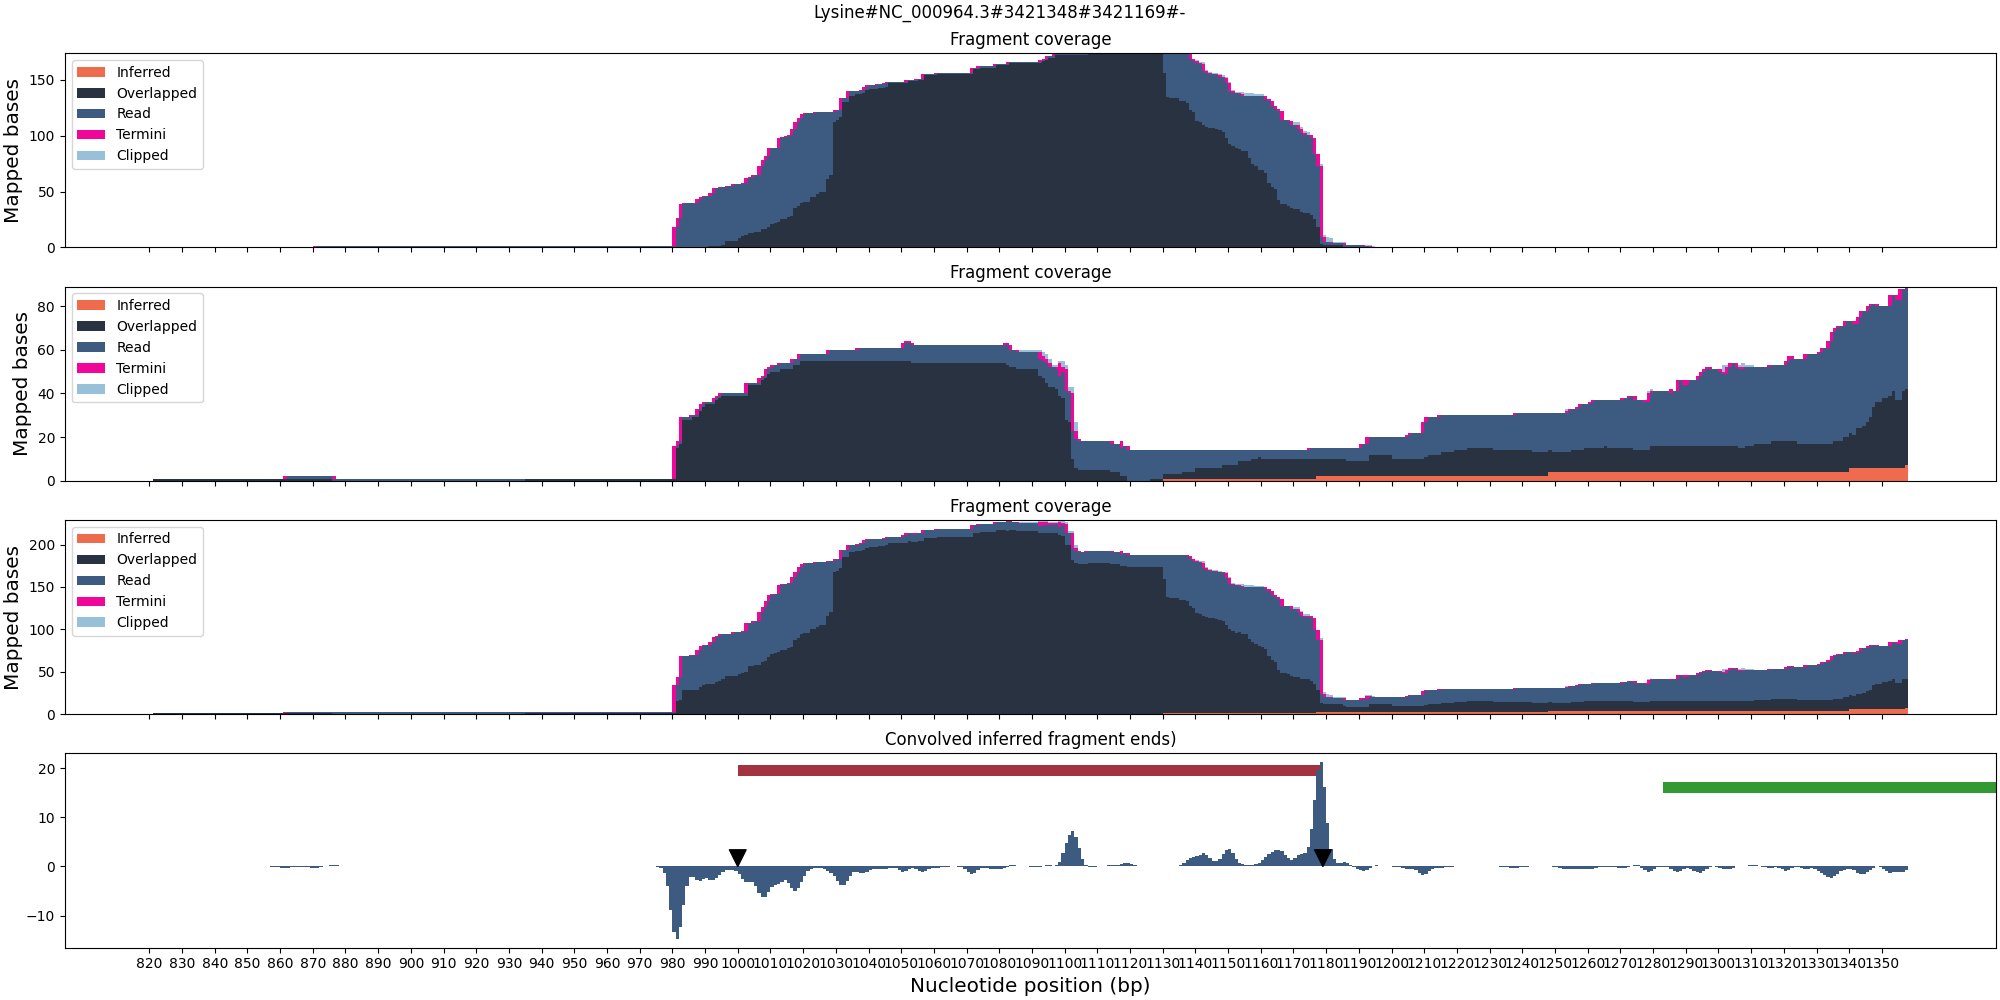 Lysine#NC_000964.3#3421348#3421169#-
Fragment coverage
Mapped bases
150
100
50
0
Inferred
Overlapped
Read
Termini
Clipped
Fragment coverage
Mapped bases
80
60
40
20
0
Inferred
Overlapped
Read
Termini
Clipped
Fragment coverage
Mapped bases
200
150
100
50
0
Inferred
Overlapped
Read
Termini
Clipped
Convolved inferred fragment ends)
20
10
0
−10
820 830 840 850 860 870 880 890 900 910 920 930 940 950 960 970 980 990 1000 1010 1020 1030 1040 1050 1060 1070 1080 1090 1100 1110 1120 1130 1140 1150 1160 1170 1180 1190 1200 1210 1220 1230 1240 1250 1260 1270 1280 1290 1300 1310 1320 1330 1340 1350
Nucleotide position (bp)